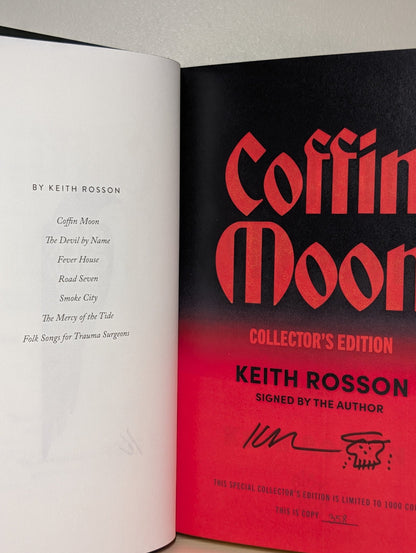 BY KEITH ROSSON
Coffin Moon
The Devil by Name
Fever House
Road Seven
Smoke City
The Mercy of the Tide
Folk Songs for Trauma Surgeons
Coffin
Moon
COLLECTOR'S EDITION
KEITH ROSSON
SIGNED BY THE AUTHOR
THIS SPECIAL COLLECTOR'S EDITION IS LIMITED TO 1000 CO
THIS IS COPY 958